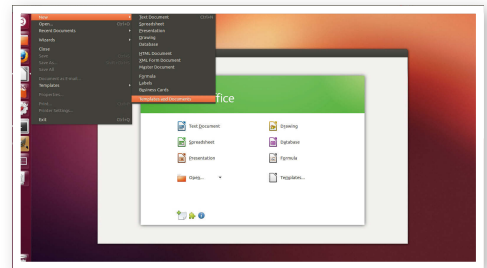 New
Open... Ctrl+O
Recent Documents
Wizards
Close
Save
Save As...
Save All
Document as E-mail...
Templates
Properties...
Print...
Printer Settings...
Exit Ctrl+Q
Text Document Ctrl+N
Spreadsheet
Presentation
Drawing
Database
HTML Document
XML Form Document
Master Document
Formula
Labels
Business Cards
Templates and Documents
ffice
Text Document
Drawing
Spreadsheet
Database
Presentation
Formula
Open...
Templates...